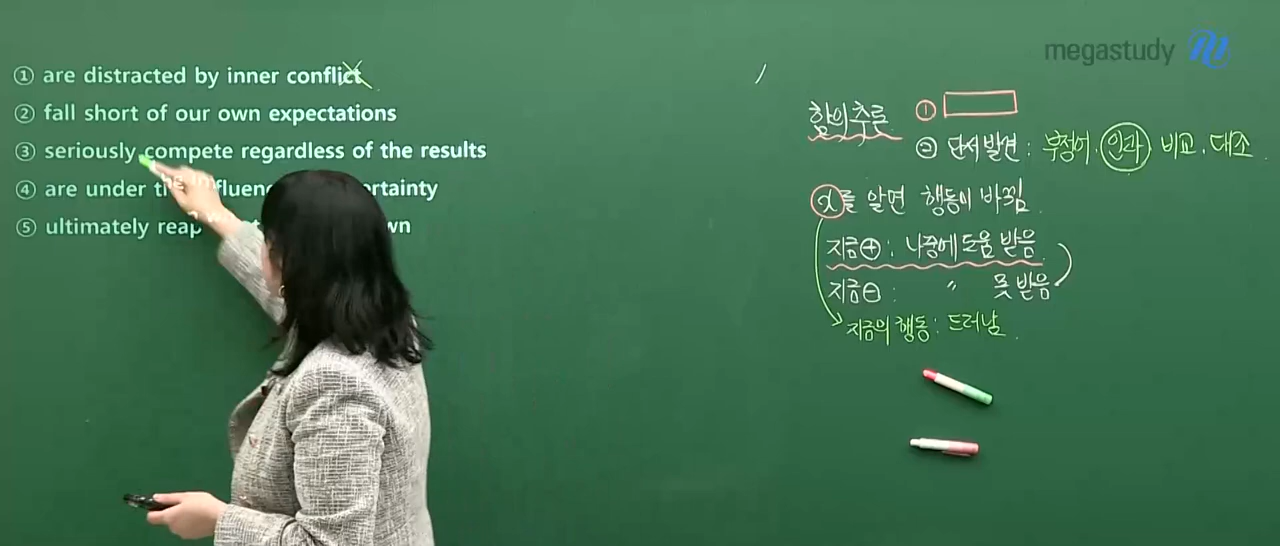 megastudy
① are distracted by inner conflict
② fall short of our own expectations
③ seriously compete regardless of the results
④ are under the influence rtainty
⑤ ultimately reap wn
함의추론 ①
② 단서발견 : 부정어. 인과. 비교. 대조
x를 알면 행동이 바뀜.
지금⊕ : 나중에 도움 받음.
지금⊖ : 〃 못 받음
지금의 행동 : 드러남.